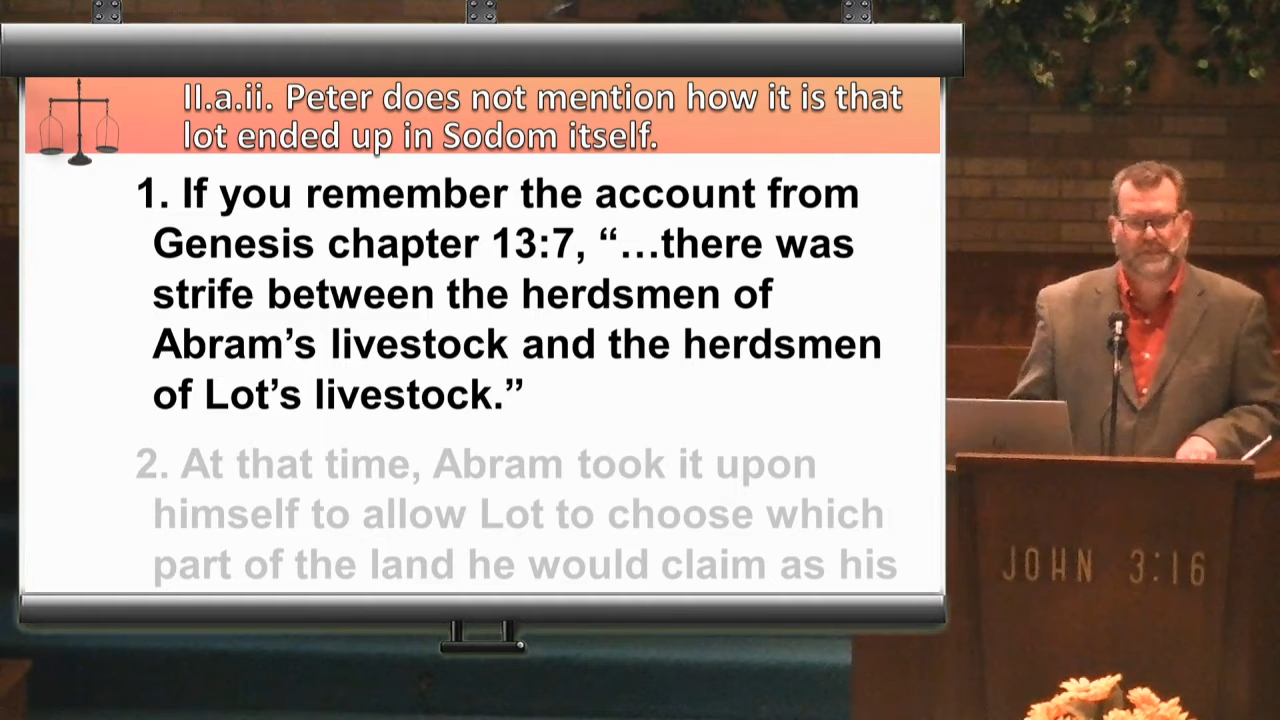 II.a.ii. Peter does not mention how it is that
lot ended up in Sodom itself.
1. If you remember the account from
Genesis chapter 13:7, “…there was
strife between the herdsmen of
Abram’s livestock and the herdsmen
of Lot’s livestock.”
2. At that time, Abram took it upon
himself to allow Lot to choose which
part of the land he would claim as his
JOHN 3:16